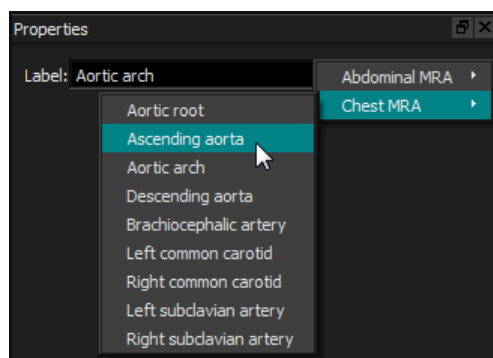 Properties
Label: Aortic arch
Abdominal MRA
Chest MRA
Aortic root
Ascending aorta
Aortic arch
Descending aorta
Brachiocephalic artery
Left common carotid
Right common carotid
Left subclavian artery
Right subclavian artery